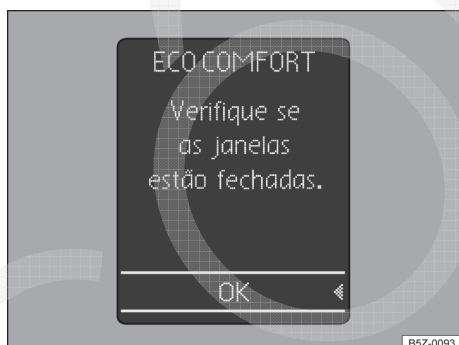 ECO COMFORT
Verifique se
as janelas
estão fechadas.
OK
B5Z-0093